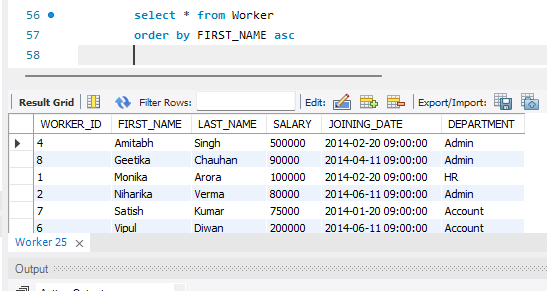 56 select * from Worker
57 order by FIRST_NAME asc
58
Result Grid Filter Rows: Edit: Export/Import:
WORKER_ID FIRST_NAME LAST_NAME SALARY JOINING_DATE DEPARTMENT
4 Amitabh Singh 500000 2014-02-20 09:00:00 Admin
8 Geetika Chauhan 90000 2014-04-11 09:00:00 Admin
1 Monika Arora 100000 2014-02-20 09:00:00 HR
2 Niharika Verma 80000 2014-06-11 09:00:00 Admin
7 Satish Kumar 75000 2014-01-20 09:00:00 Account
6 Vipul Diwan 200000 2014-06-11 09:00:00 Account
Worker 25
Output